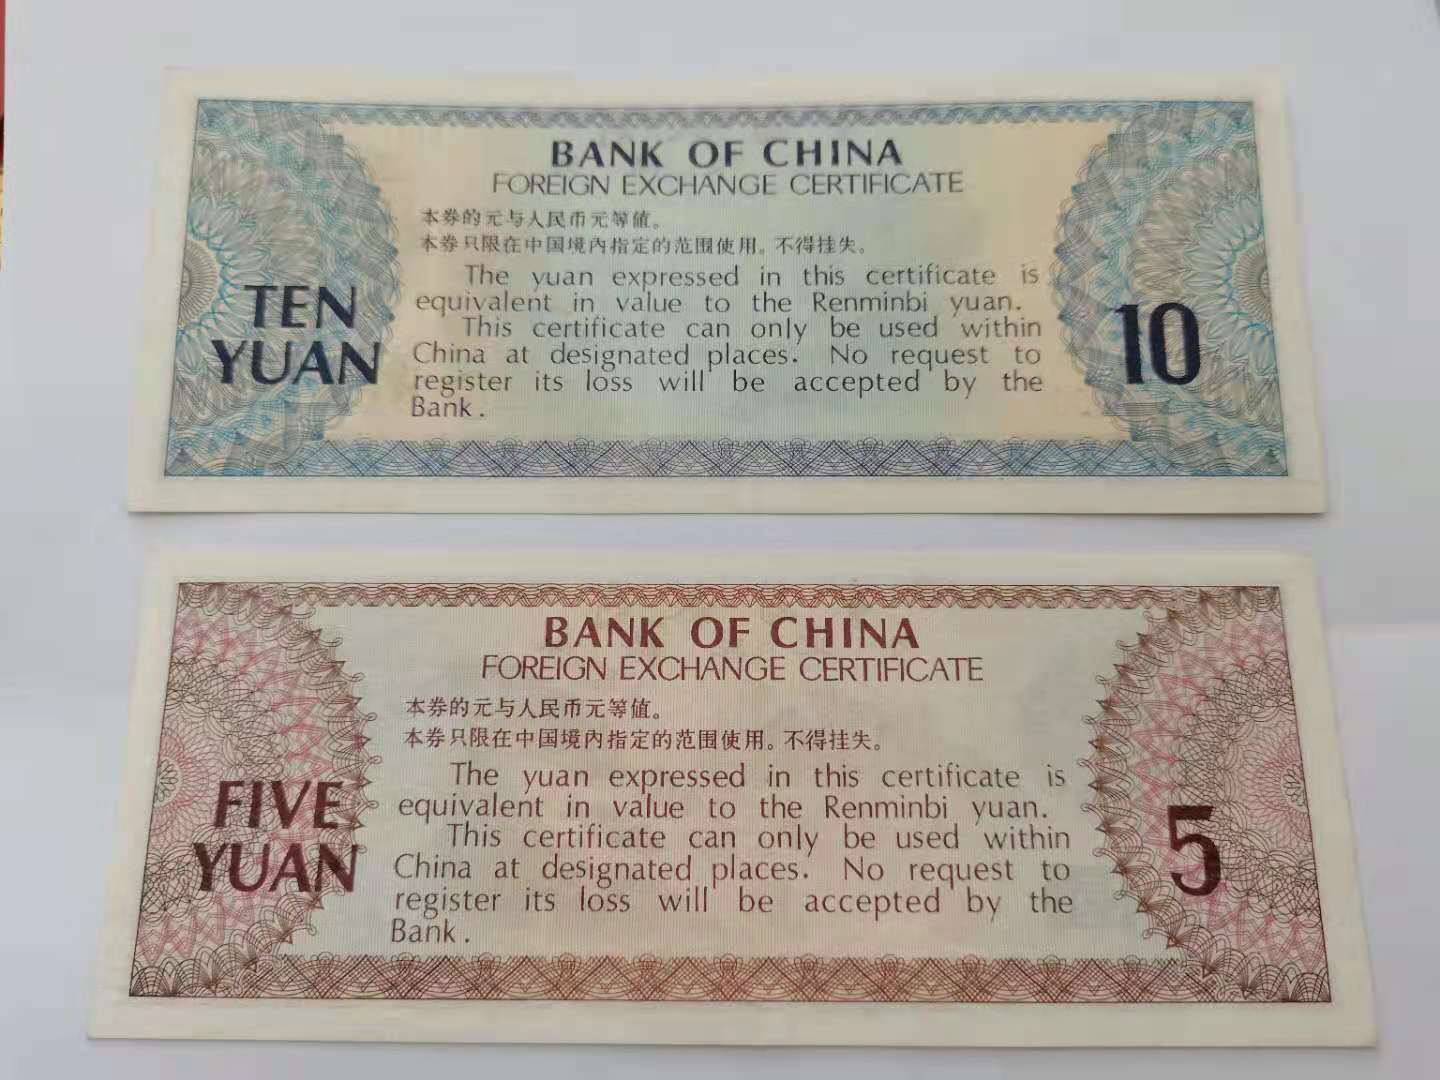 BANK OF CHINA
FOREIGN EXCHANGE CERTIFICATE
本券的元与人民币元等值。
本券只限在中国境内指定的范围使用。不得挂失。
The yuan expressed in this certificate is
equivalent in value to the Renminbi yuan.
This certificate can only be used within
China at designated places. No request to
register its loss will be accepted by the
Bank.
TEN
YUAN
10
BANK OF CHINA
FOREIGN EXCHANGE CERTIFICATE
本券的元与人民币元等值。
本券只限在中国境内指定的范围使用。不得挂失。
The yuan expressed in this certificate is
equivalent in value to the Renminbi yuan.
This certificate can only be used within
China at designated places. No request to
register its loss will be accepted by the
Bank.
FIVE
YUAN
5